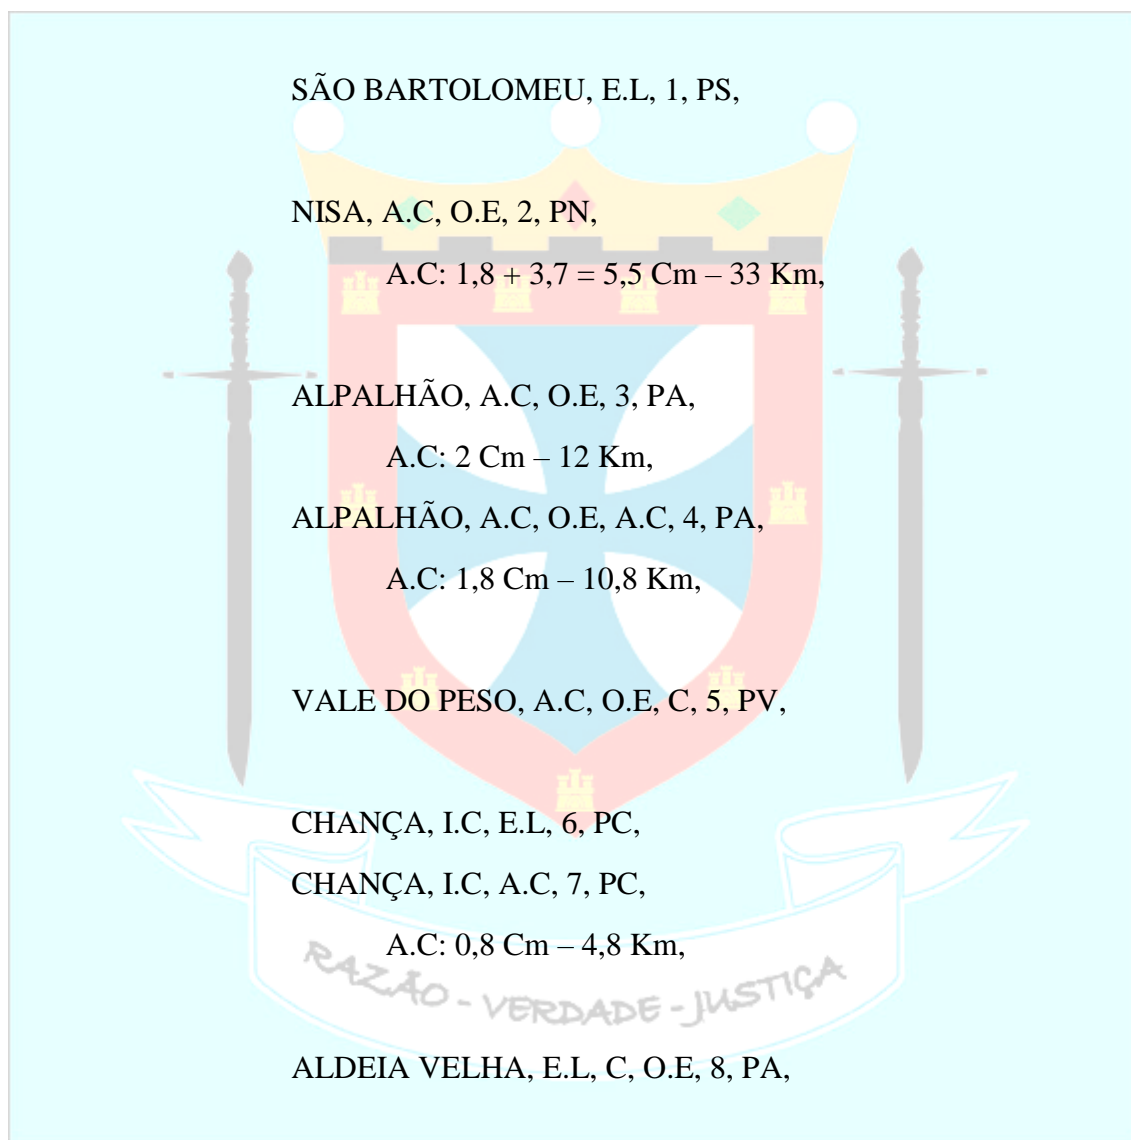 SÃO BARTOLOMEU, E.L, 1, PS,
NISA, A.C, O.E, 2, PN,
A.C: 1,8 + 3,7 = 5,5 Cm – 33 Km,
ALPALHÃO, A.C, O.E, 3, PA,
A.C: 2 Cm – 12 Km,
ALPALHÃO, A.C, O.E, A.C, 4, PA,
A.C: 1,8 Cm – 10,8 Km,
VALE DO PESO, A.C, O.E, C, 5, PV,
CHANÇA, I.C, E.L, 6, PC,
CHANÇA, I.C, A.C, 7, PC,
A.C: 0,8 Cm – 4,8 Km,
RAZÃO - VERDADE - JUSTIÇA
ALDEIA VELHA, E.L, C, O.E, 8, PA,